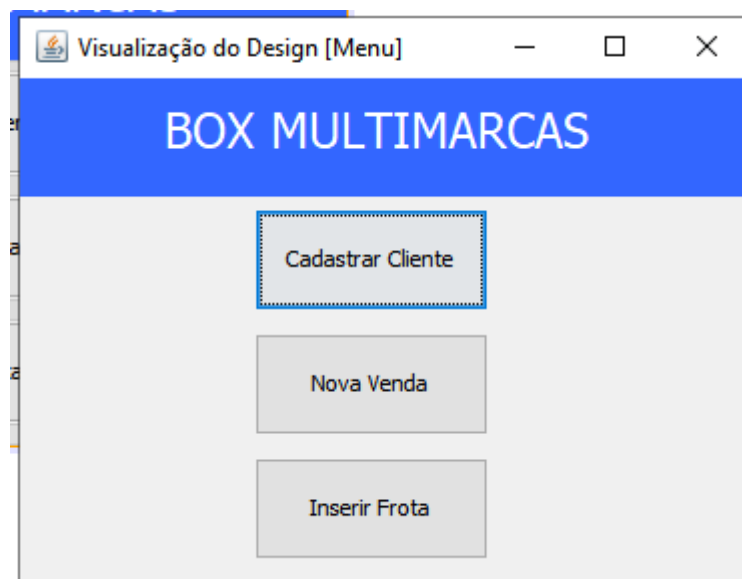 Visualização do Design [Menu]
BOX MULTIMARCAS
Cadastrar Cliente
Nova Venda
Inserir Frota